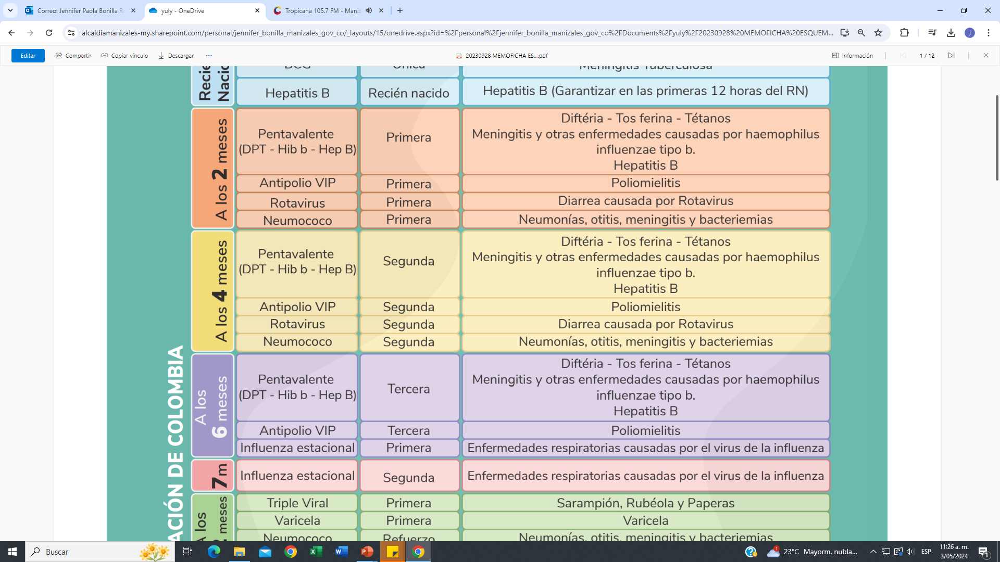 Correo: Jennifer Paola Bonilla R
yuly - OneDrive
Tropicana 105.7 FM - Maniz
alcaldiamanizales-my.sharepoint.com/personal/jennifer_bonilla_manizales_gov_co/_layouts/15/onedrive.aspx?id=%2Fpersonal%2Fjennifer_bonilla_manizales_gov_co%2FDocuments%2Fyuly%2F20230928%20MEMOFICHA%20ESQUEM...
j
Editar
Compartir
Copiar vínculo
Descargar
...
20230928 MEMOFICHA ES....pdf
Información
1 / 12
ACIÓN DE COLOMBIA
Recié
Nacid
BCG Única Meningitis Tuberculosa
Hepatitis B Recién nacido Hepatitis B (Garantizar en las primeras 12 horas del RN)
A los 2 meses
Pentavalente
(DPT - Hib b - Hep B)
Primera
Diftéria - Tos ferina - Tétanos
Meningitis y otras enfermedades causadas por haemophilus
influenzae tipo b.
Hepatitis B
Antipolio VIP Primera Poliomielitis
Rotavirus Primera Diarrea causada por Rotavirus
Neumococo Primera Neumonías, otitis, meningitis y bacteriemias
A los 4 meses
Pentavalente
(DPT - Hib b - Hep B)
Segunda
Diftéria - Tos ferina - Tétanos
Meningitis y otras enfermedades causadas por haemophilus
influenzae tipo b.
Hepatitis B
Antipolio VIP Segunda Poliomielitis
Rotavirus Segunda Diarrea causada por Rotavirus
Neumococo Segunda Neumonías, otitis, meningitis y bacteriemias
A los
6 meses
Pentavalente
(DPT - Hib b - Hep B)
Tercera
Diftéria - Tos ferina - Tétanos
Meningitis y otras enfermedades causadas por haemophilus
influenzae tipo b.
Hepatitis B
Antipolio VIP Tercera Poliomielitis
Influenza estacional Primera Enfermedades respiratorias causadas por el virus de la influenza
7m
Influenza estacional Segunda Enfermedades respiratorias causadas por el virus de la influenza
A los
meses
Triple Viral Primera Sarampión, Rubéola y Paperas
Varicela Primera Varicela
Neumococo Refuerzo Neumonías, otitis, meningitis y bacteriemias
Buscar
23°C Mayorm. nubla...
ESP
11:26 a. m.
3/05/2024
1
1